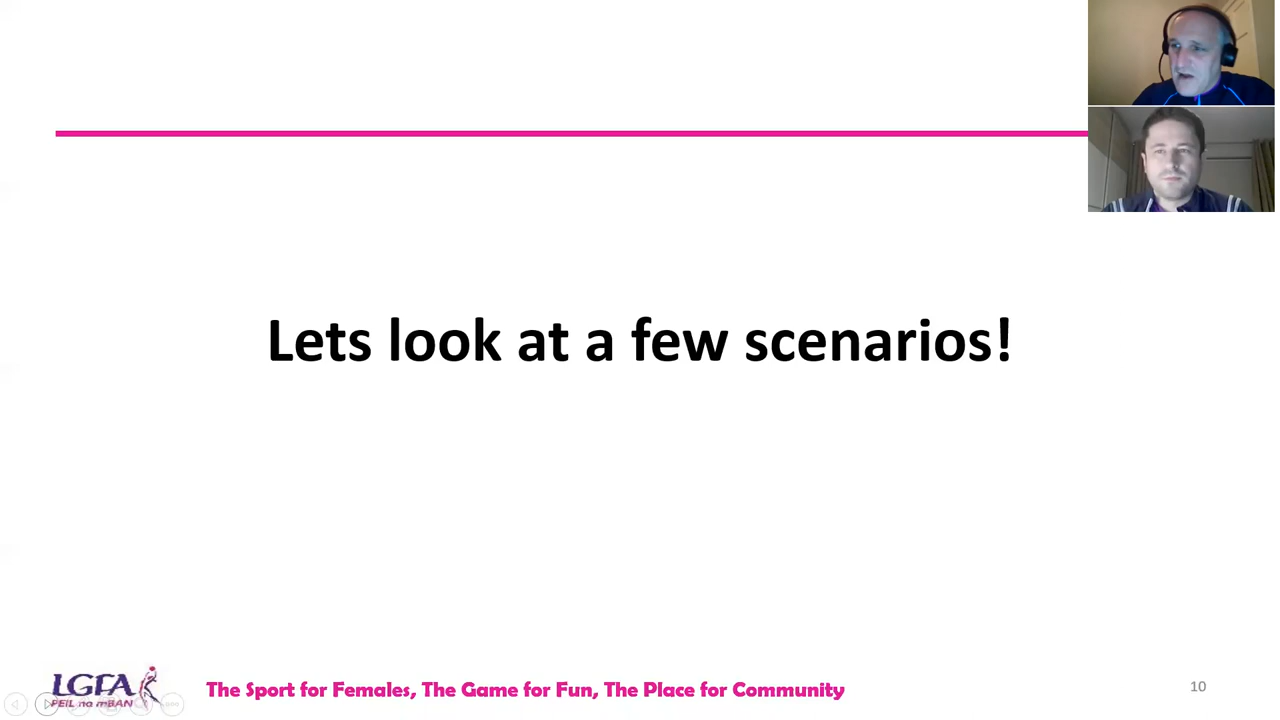 Lets look at a few scenarios!
LGFA
PEIL na mBAN
The Sport for Females, The Game for Fun, The Place for Community
10